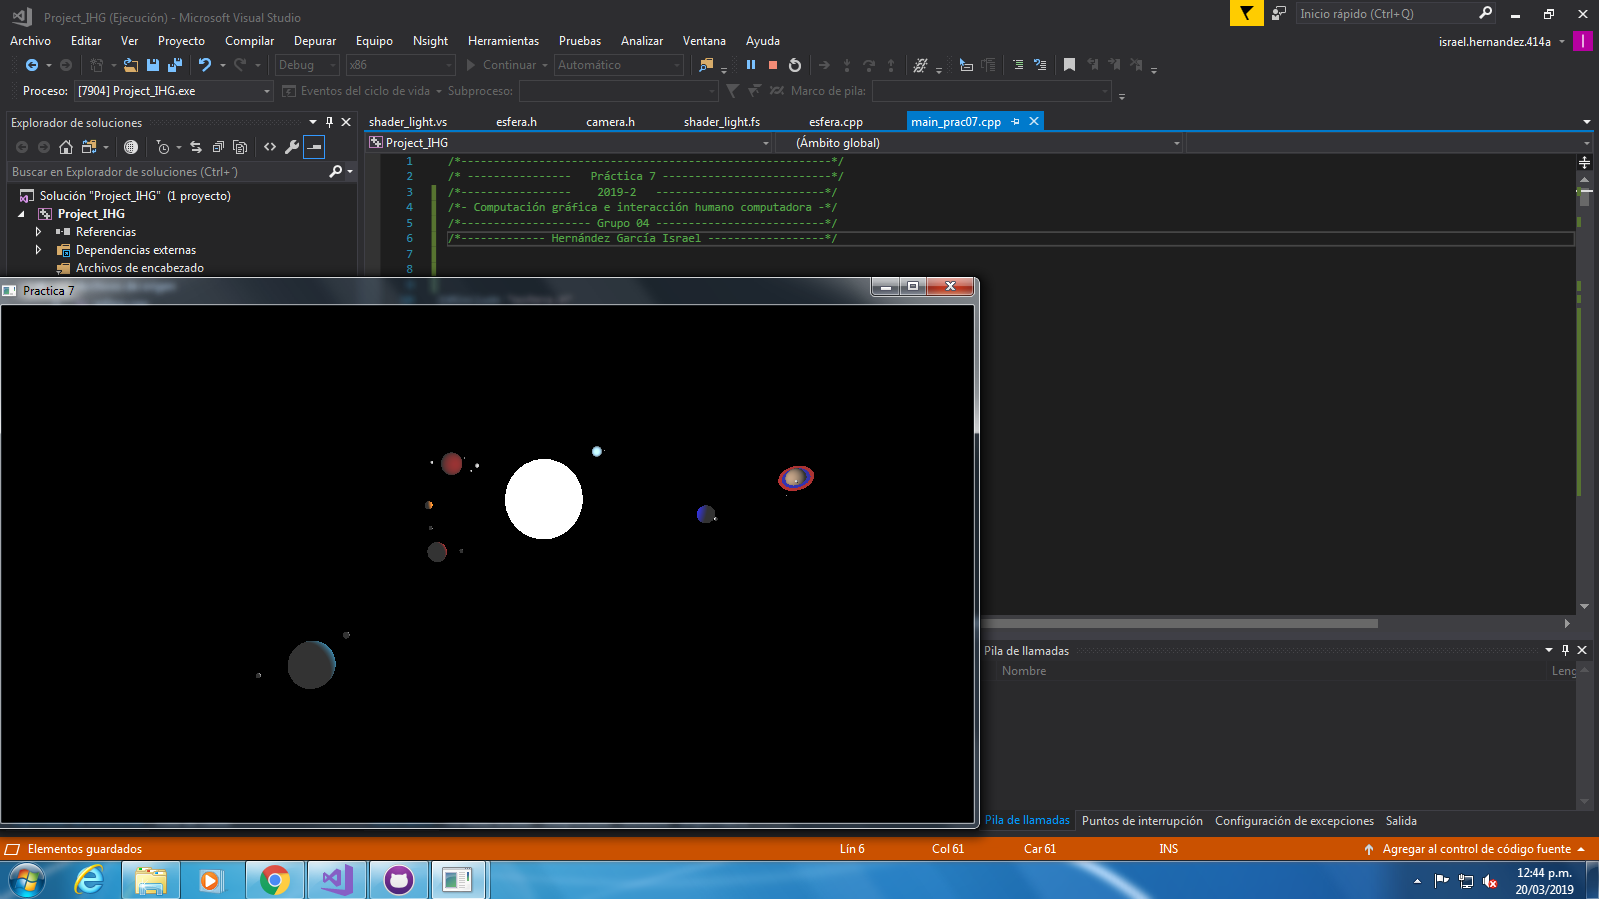 Project_IHG (Ejecución) - Microsoft Visual Studio
Inicio rápido (Ctrl+Q)
Archivo Editar Ver Proyecto Compilar Depurar Equipo Nsight Herramientas Pruebas Analizar Ventana Ayuda
israel.hernandez.414a
I
Debug x86 Continuar Automático
Proceso: [7904] Project_IHG.exe Eventos del ciclo de vida Subproceso: Marco de pila:
Explorador de soluciones
shader_light.vs esfera.h camera.h shader_light.fs esfera.cpp main_prac07.cpp
Project_IHG (Ámbito global)
Buscar en Explorador de soluciones (Ctrl+´)
Solución "Project_IHG" (1 proyecto)
Project_IHG
Referencias
Dependencias externas
Archivos de encabezado
1 /*---------------------------------------------------------*/
2 /* ---------------- Práctica 7 --------------------------*/
3 /*----------------- 2019-2 --------------------------*/
4 /*- Computación gráfica e interacción humano computadora -*/
5 /*-------------------- Grupo 04 --------------------------*/
6 /*------------- Hernández García Israel ------------------*/
7
8
Practica 7
Pila de llamadas
Nombre Leng
Pila de llamadas Puntos de interrupción Configuración de excepciones Salida
Elementos guardados Lín 6 Col 61 Car 61 INS Agregar al control de código fuente
12:44 p.m.
20/03/2019